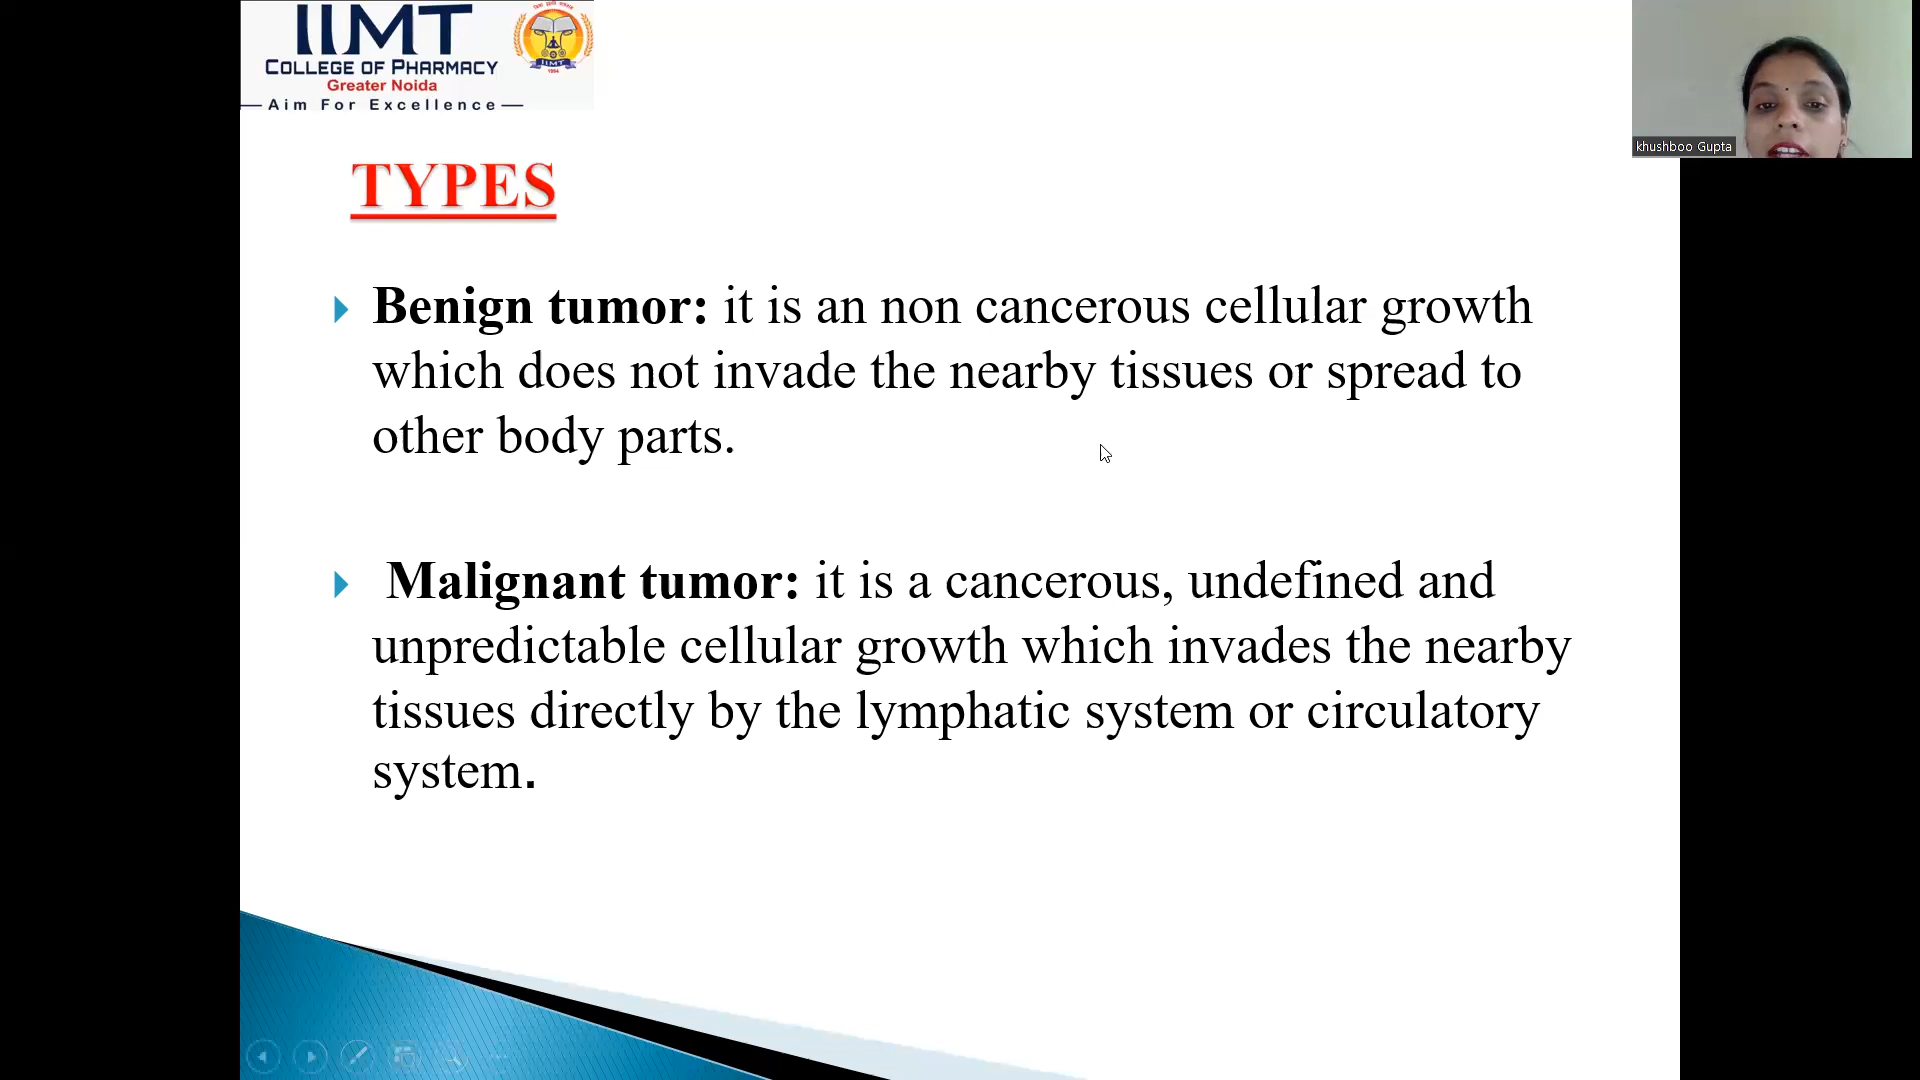 IIMT
COLLEGE OF PHARMACY
Greater Noida
Aim For Excellence
IIMT
khushboo Gupta
TYPES
Benign tumor: it is an non cancerous cellular growth
which does not invade the nearby tissues or spread to
other body parts.
Malignant tumor: it is a cancerous, undefined and
unpredictable cellular growth which invades the nearby
tissues directly by the lymphatic system or circulatory
system.